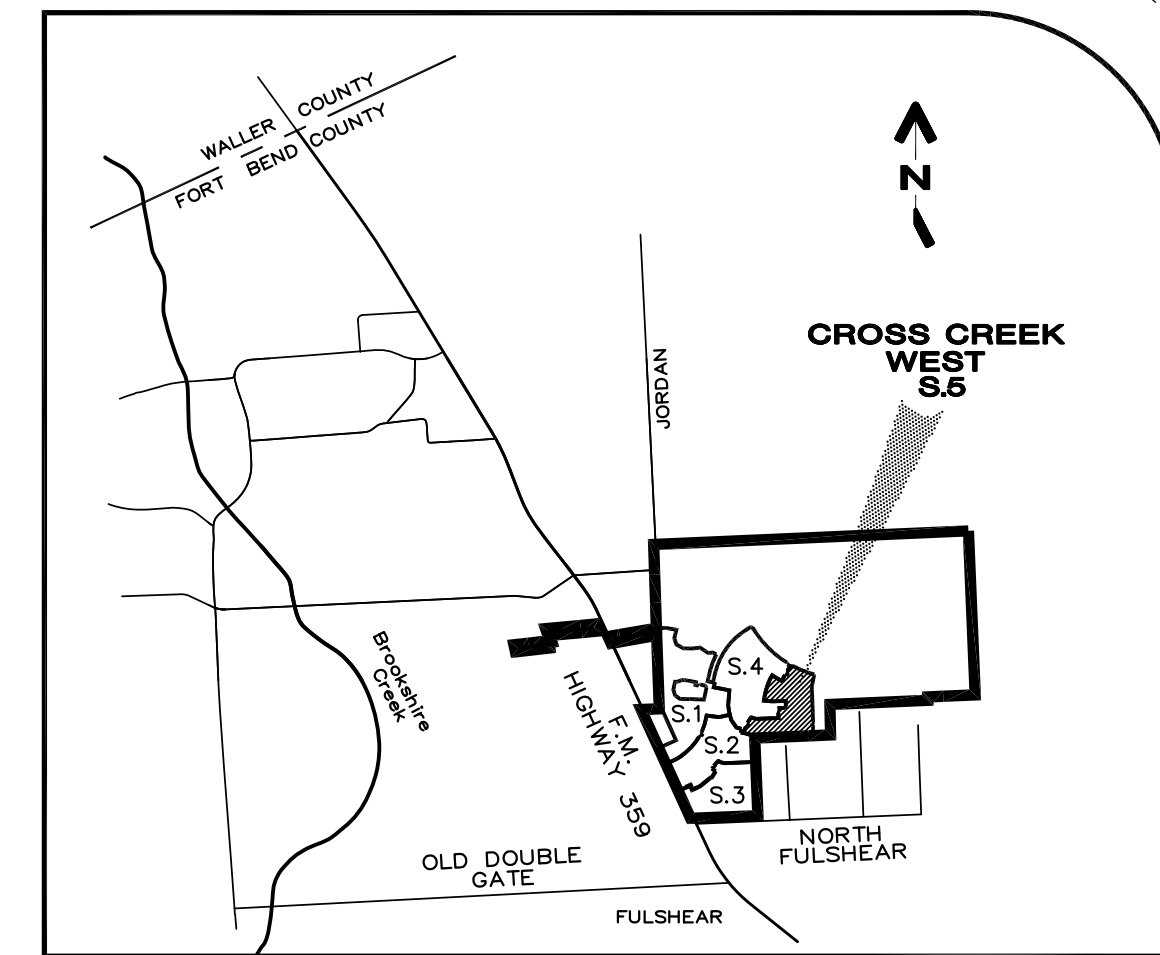 WALLER COUNTY
FORT BEND COUNTY
N
CROSS CREEK
WEST
S.5
JORDAN
S.4
S.1
S.2
S.3
Brookshire
Creek
F.M.
HIGHWAY 359
NORTH
FULSHEAR
OLD DOUBLE
GATE
FULSHEAR